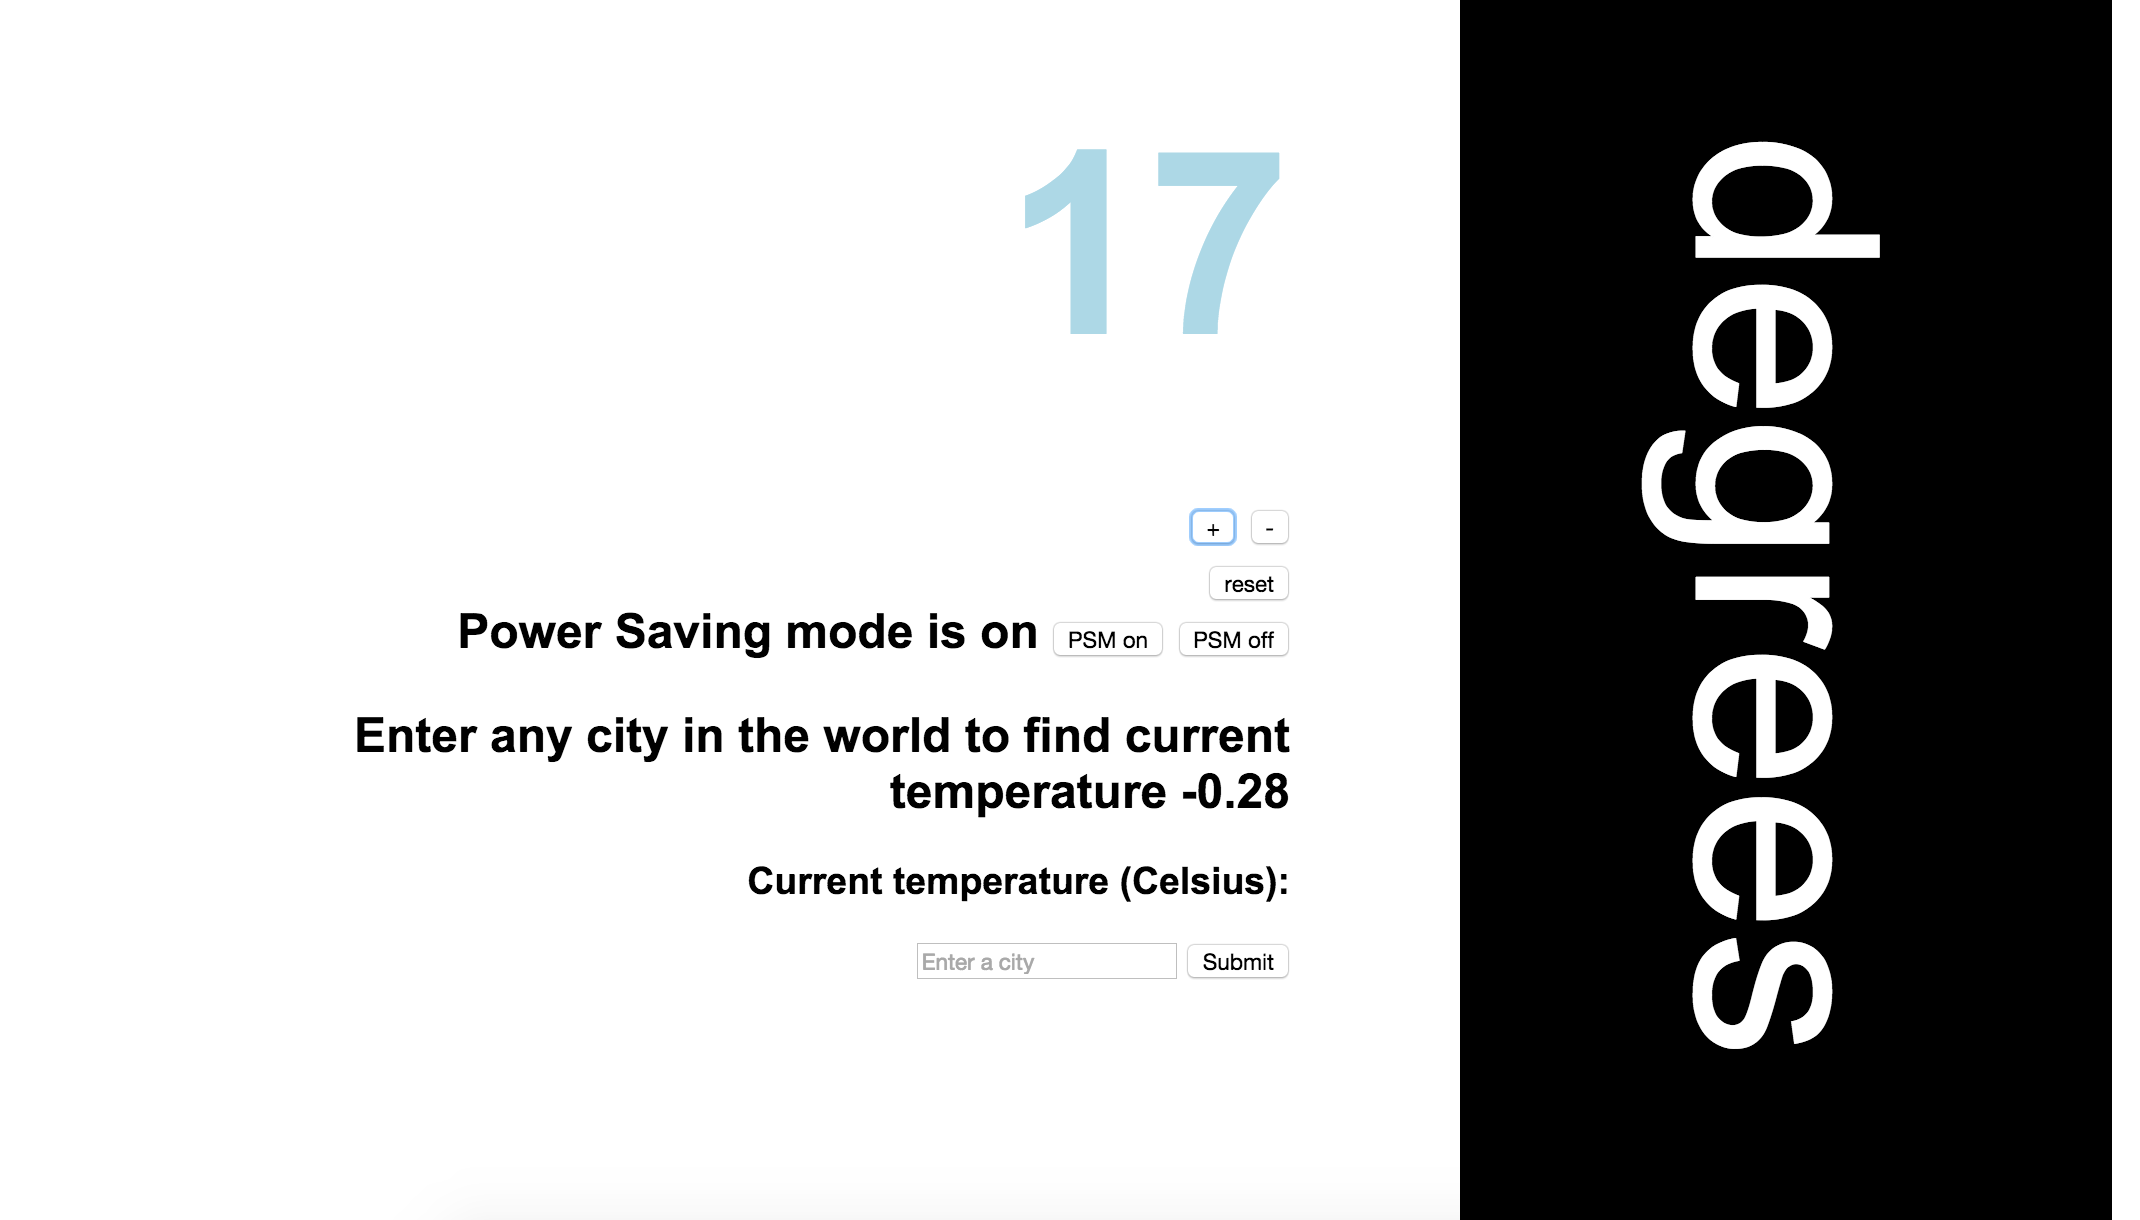 17
+ -
reset
Power Saving mode is on PSM on PSM off
Enter any city in the world to find current
temperature -0.28
Current temperature (Celsius):
Enter a city Submit
degrees